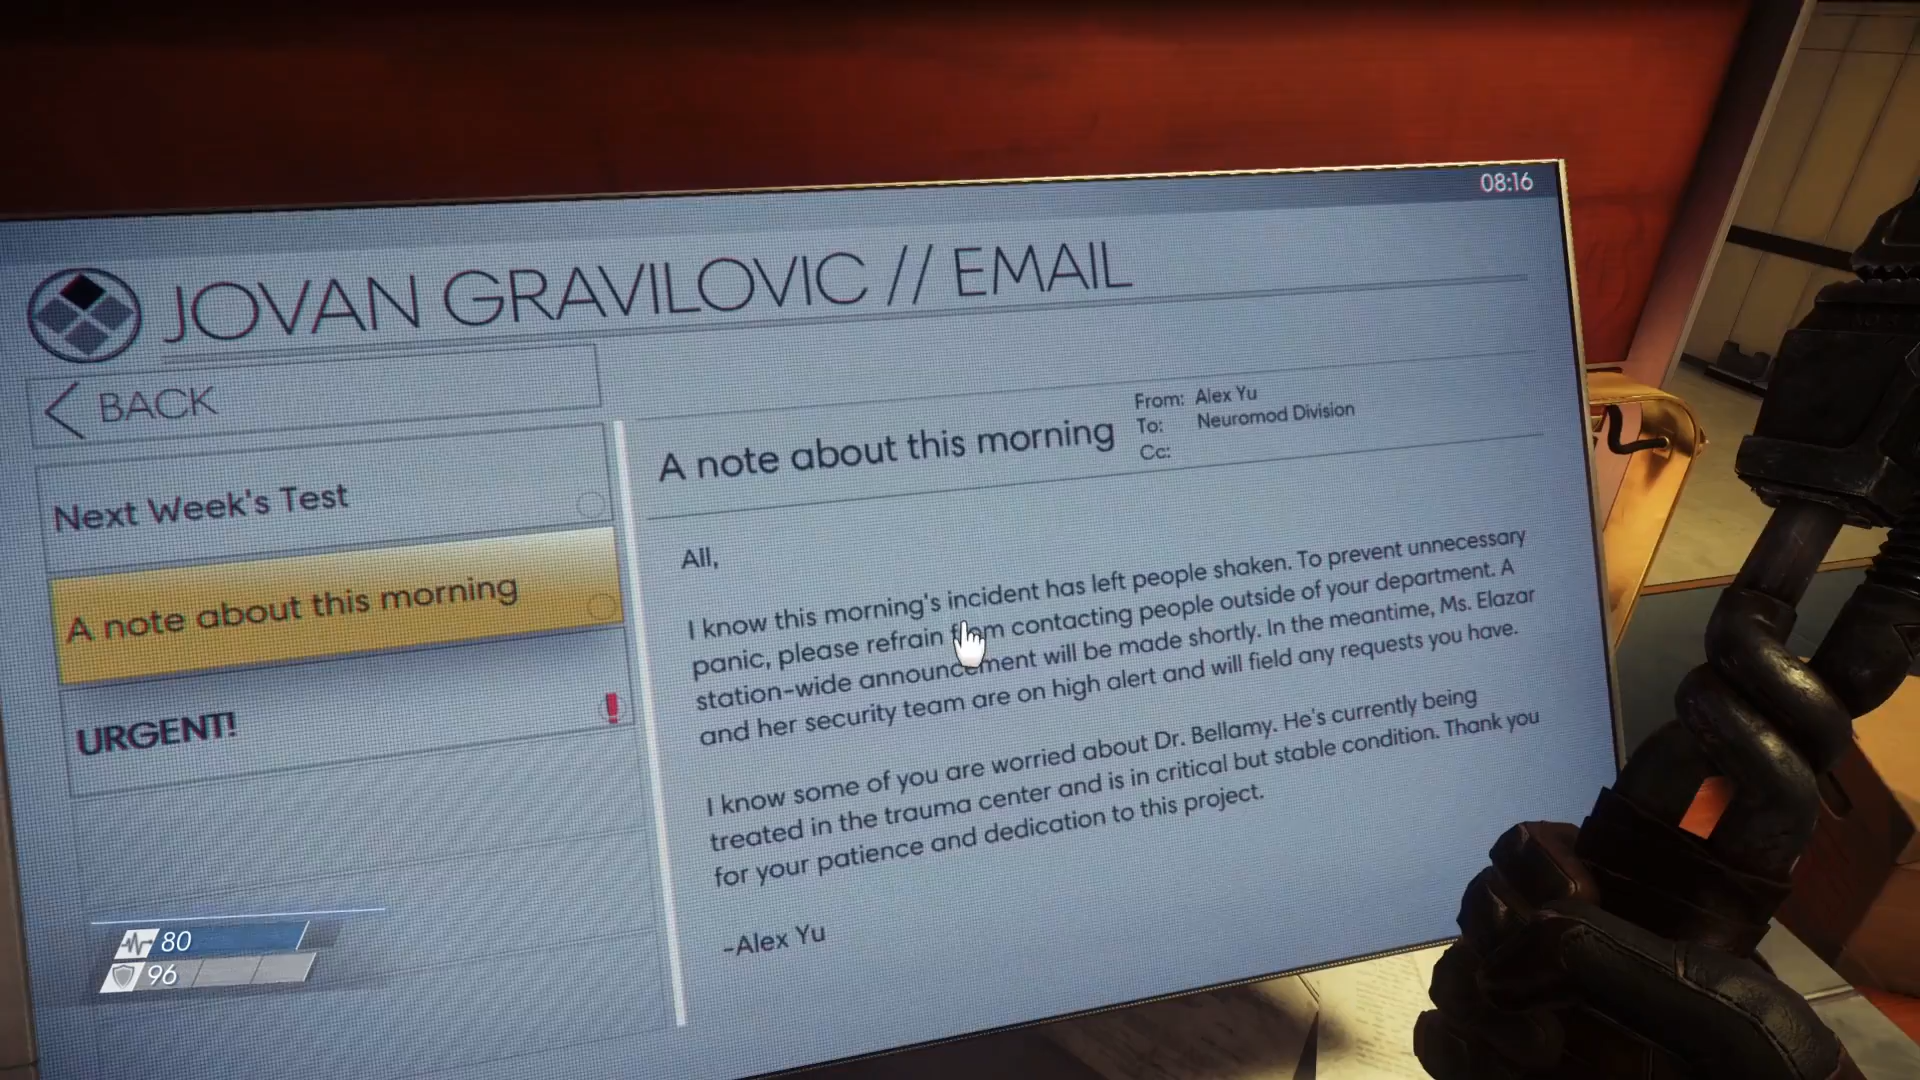 08:16
JOVAN GRAVILOVIC // EMAIL
BACK
Next Week's Test
A note about this morning
URGENT!
A note about this morning
From: Alex Yu
To: Neuromod Division
Cc:
All,
I know this morning's incident has left people shaken. To prevent unnecessary
panic, please refrain from contacting people outside of your department. A
station-wide announcement will be made shortly. In the meantime, Ms. Elazar
and her security team are on high alert and will field any requests you have.
I know some of you are worried about Dr. Bellamy. He's currently being
treated in the trauma center and is in critical but stable condition. Thank you
for your patience and dedication to this project.
-Alex Yu
80
96